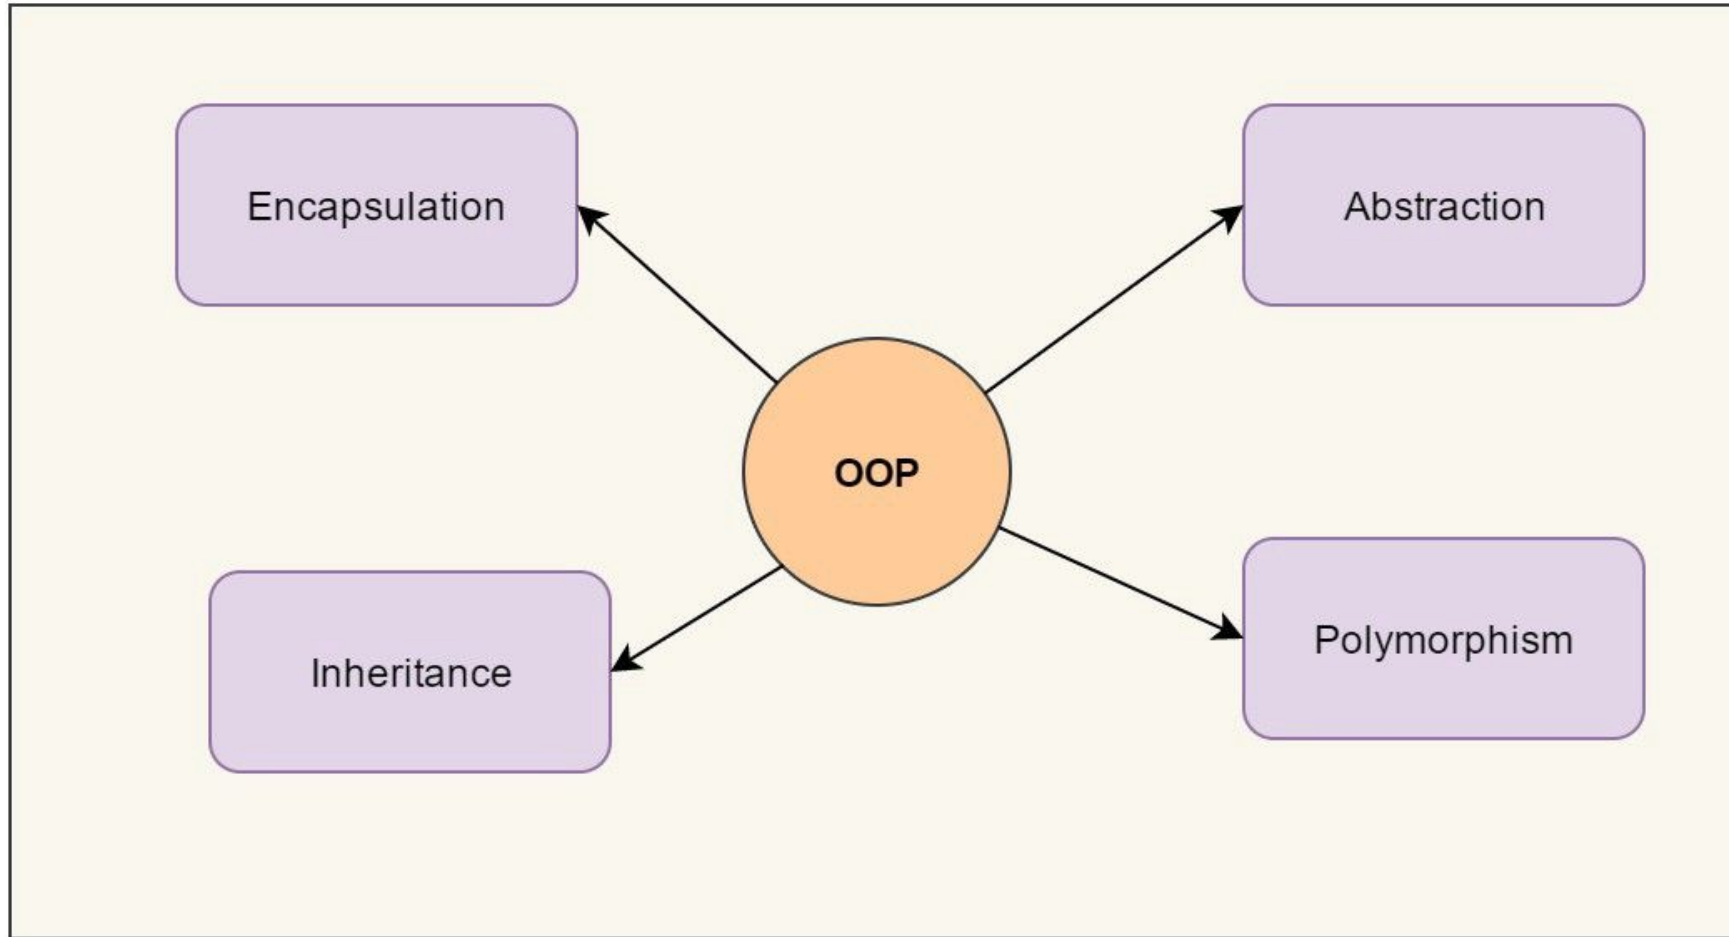 Encapsulation
Abstraction
OOP
Inheritance
Polymorphism